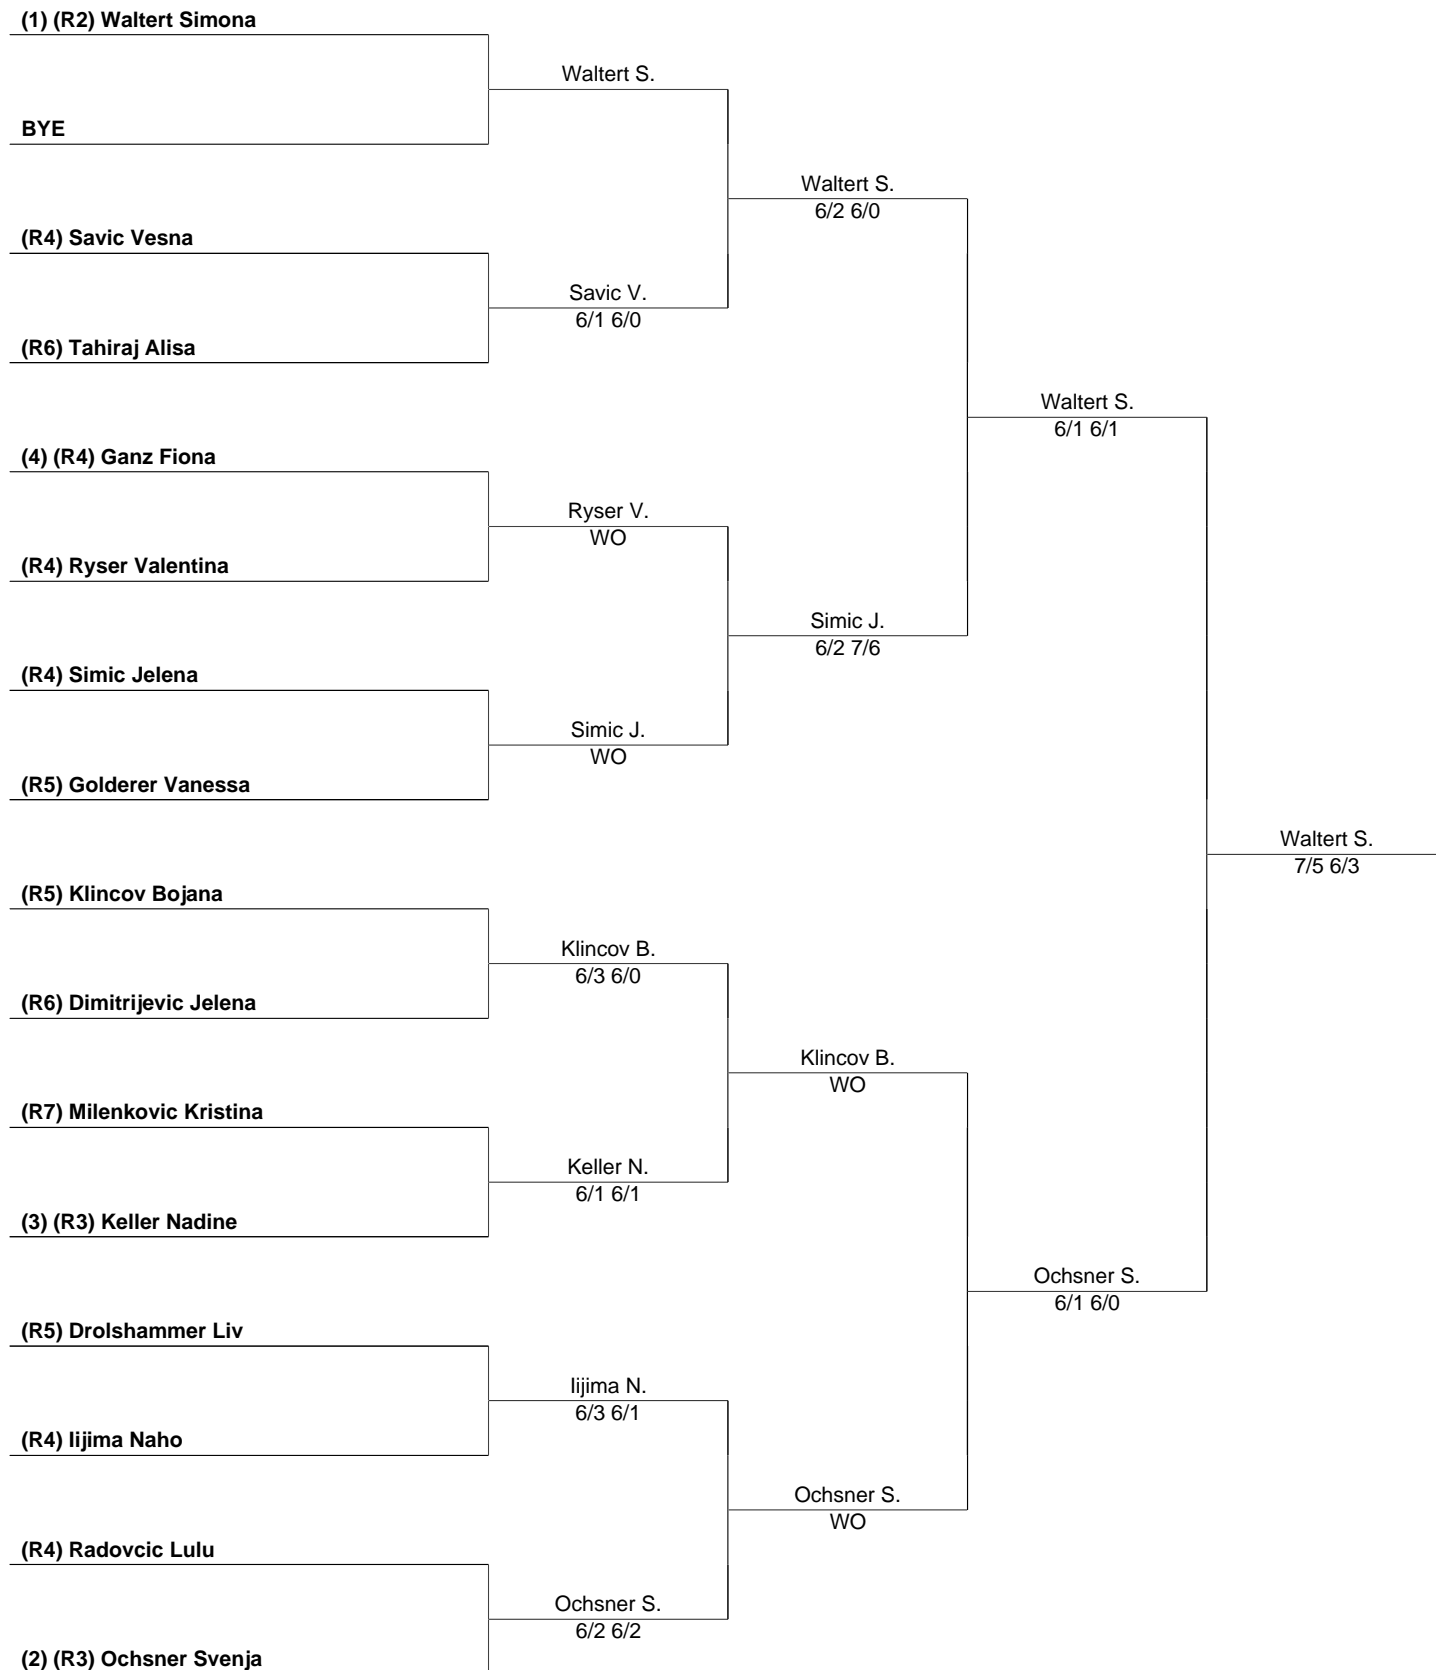 (1) (R2) Waltert Simona
Waltert S.
BYE
Waltert S.
6/2 6/0
(R4) Savic Vesna
Savic V.
6/1 6/0
(R6) Tahiraj Alisa
Waltert S.
6/1 6/1
(4) (R4) Ganz Fiona
Ryser V.
WO
(R4) Ryser Valentina
Simic J.
6/2 7/6
(R4) Simic Jelena
Simic J.
WO
(R5) Golderer Vanessa
Waltert S.
7/5 6/3
(R5) Klincov Bojana
Klincov B.
6/3 6/0
(R6) Dimitrijevic Jelena
Klincov B.
WO
(R7) Milenkovic Kristina
Keller N.
6/1 6/1
(3) (R3) Keller Nadine
Ochsner S.
6/1 6/0
(R5) Drolshammer Liv
Iijima N.
6/3 6/1
(R4) Iijima Naho
Ochsner S.
WO
(R4) Radovcic Lulu
Ochsner S.
6/2 6/2
(2) (R3) Ochsner Svenja